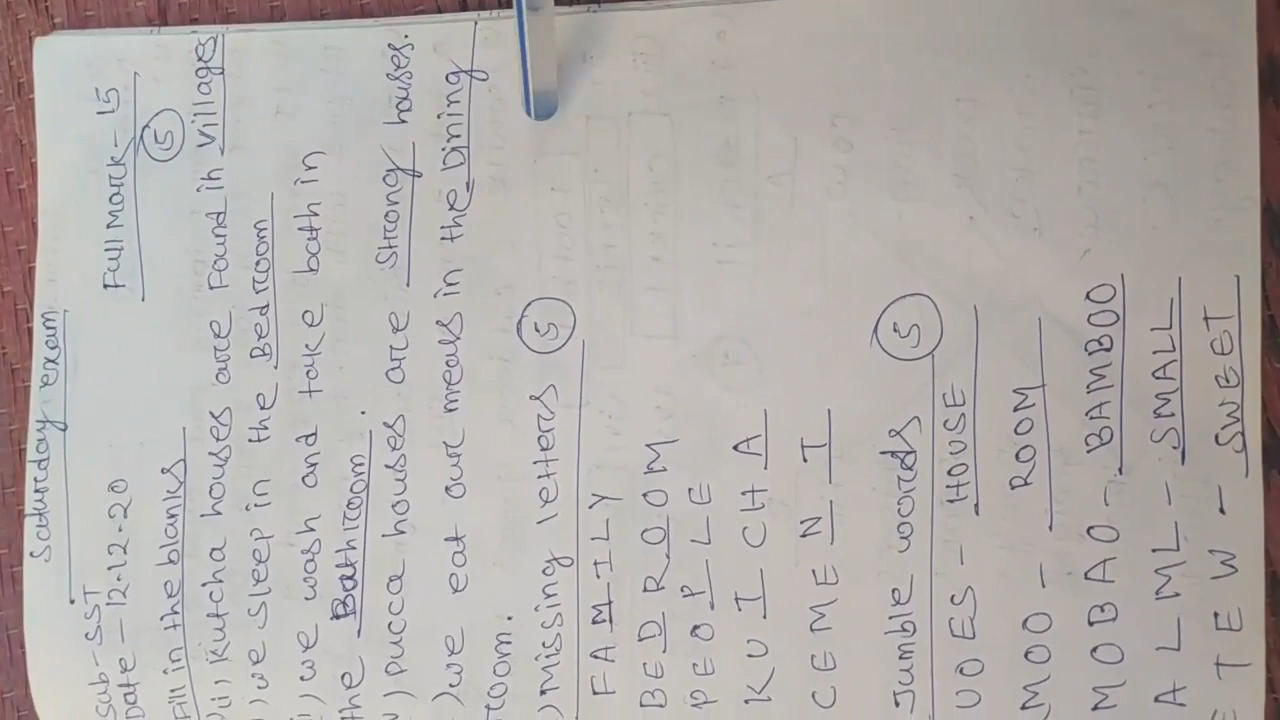 Saturday exam
Sub-SST Full Mark-15
Date-12.12.20
Fill in the blanks (5)
(i) Kutcha houses are Found in villages
) we sleep in the Bedroom
) we wash and take bath in
the Bathroom.
) pucca houses are strong houses.
) we eat our meals in the Dining
room.
) Missing letters (5)
FAMILY
BEDROOM
PEOPLE
KUICHA
CEMENT
Jumble words (5)
UOES - HOUSE
MOO - ROOM
MOBAO - BAMBOO
ALML - SMALL
ETEW - SWEET